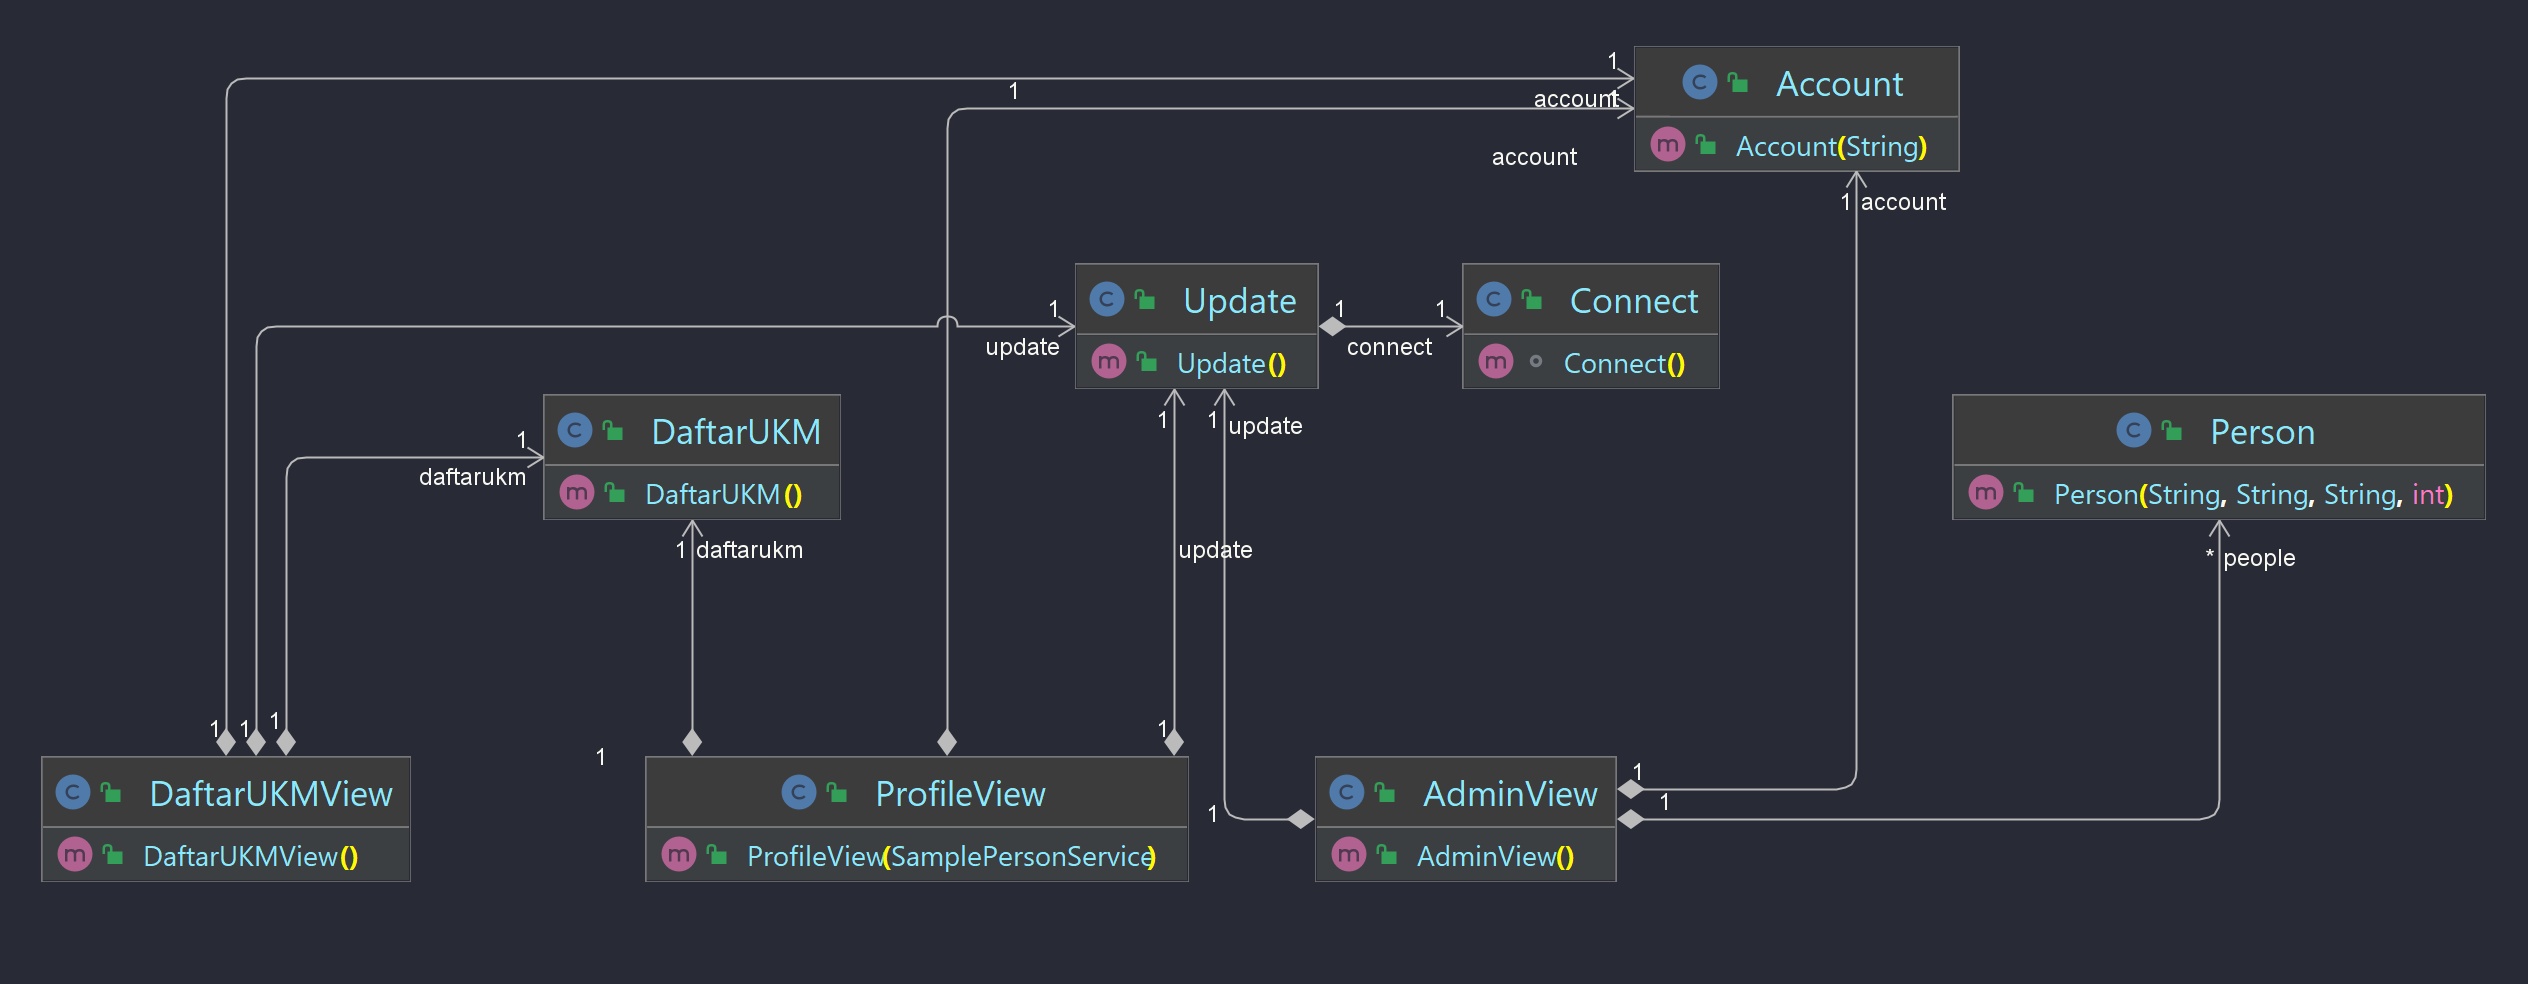 1
C Account
1
account
1
m Account(String)
account
1 account
C Update
1
1
C Connect
1
update
connect
m Update()
m Connect()
C DaftarUKM
1
1
1
update
C Person
daftarukm
m DaftarUKM()
m Person(String, String, String, int)
1 daftarukm
update
* people
1
1
1
1
1
C DaftarUKMView
C ProfileView
C AdminView
1
1
1
m DaftarUKMView()
m ProfileView(SamplePersonService)
m AdminView()